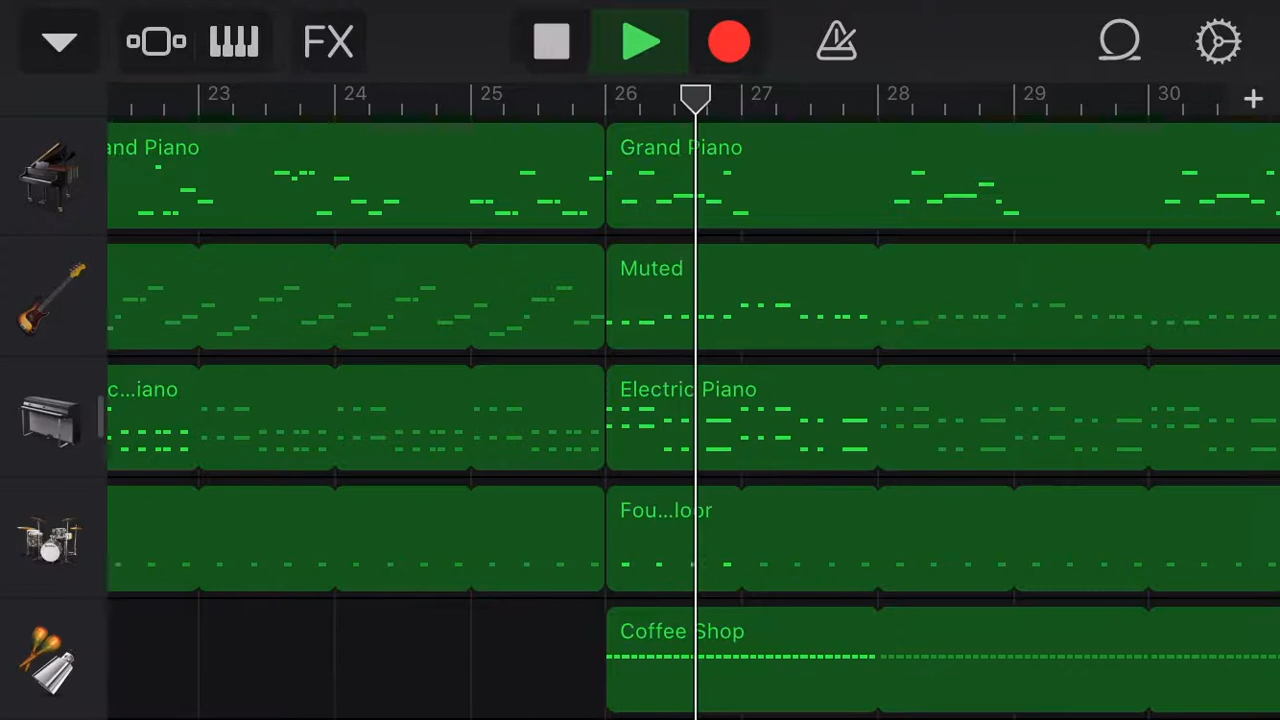 FX
23 24 25 26 27 28 29 30 +
and Piano
Grand Piano
Muted
c...iano
Electric Piano
Fou...loor
Coffee Shop